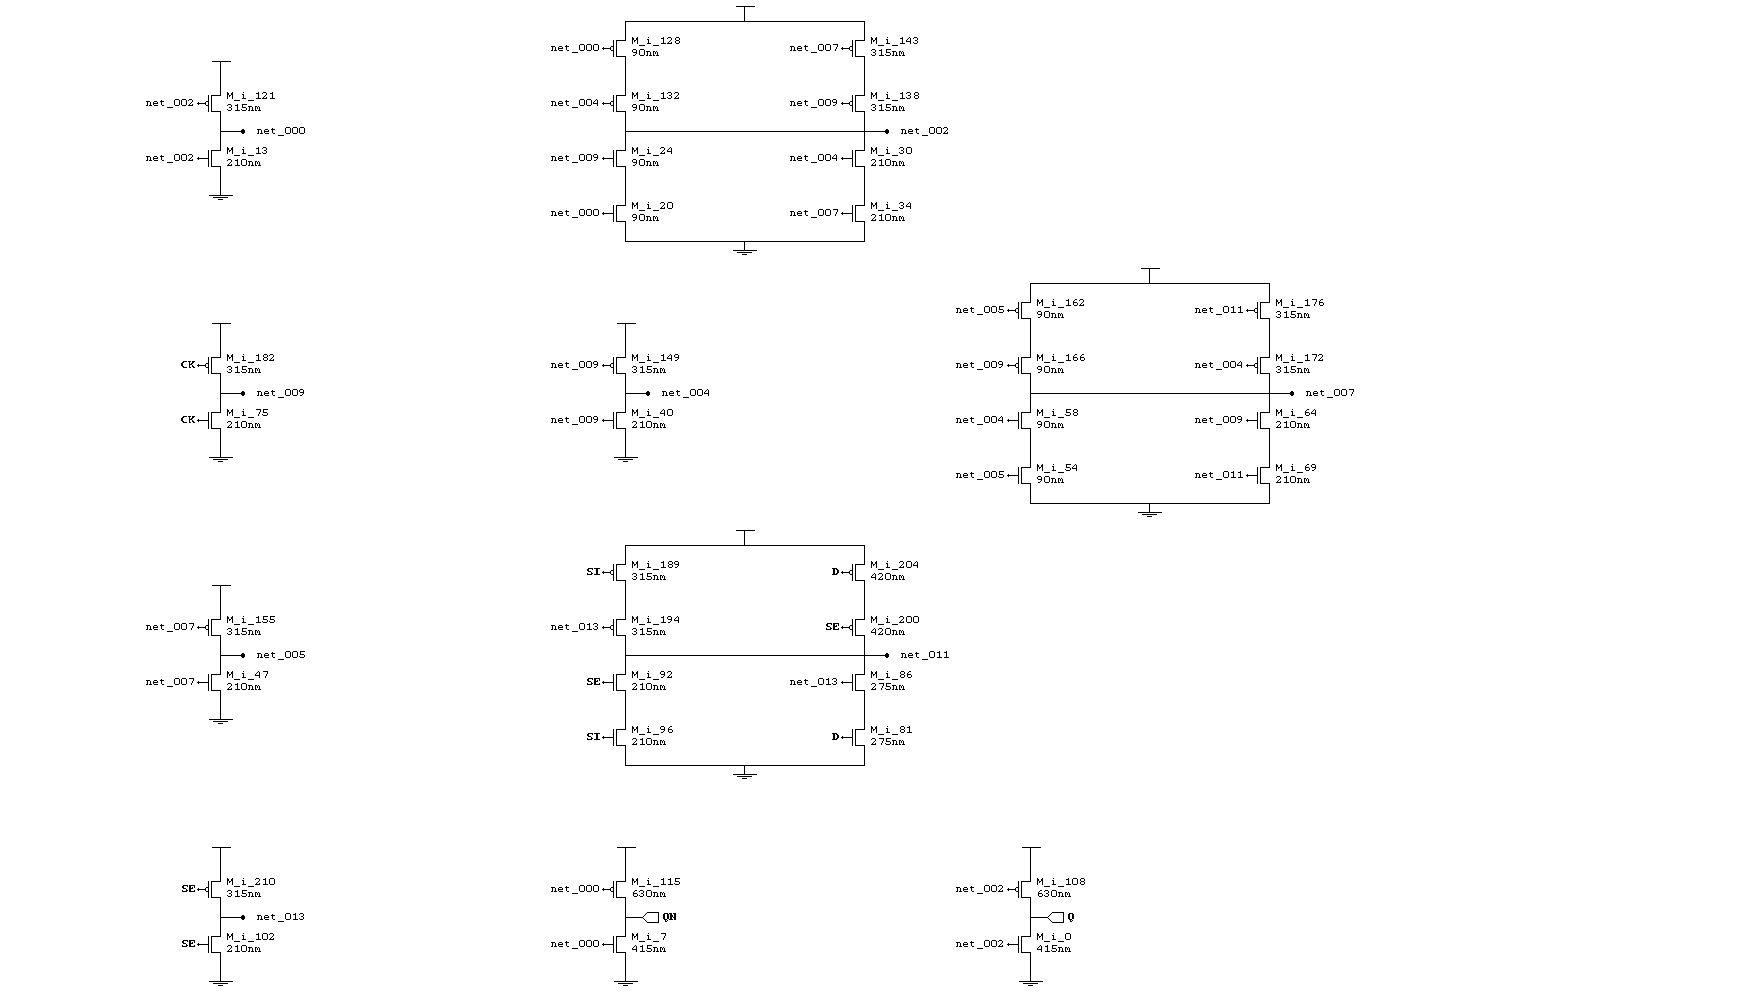 net_000
M_i_128
90nm
net_007
M_i_143
315nm
net_002
M_i_121
315nm
net_004
M_i_132
90nm
net_009
M_i_138
315nm
net_000
net_002
net_002
M_i_13
210nm
net_009
M_i_24
90nm
net_004
M_i_30
210nm
net_000
M_i_20
90nm
net_007
M_i_34
210nm
net_005
M_i_162
90nm
net_011
M_i_176
315nm
CK
M_i_182
315nm
net_009
M_i_149
315nm
net_009
M_i_166
90nm
net_004
M_i_172
315nm
net_009
net_004
net_007
CK
M_i_75
210nm
net_009
M_i_40
210nm
net_004
M_i_58
90nm
net_009
M_i_64
210nm
net_005
M_i_54
90nm
net_011
M_i_69
210nm
SI
M_i_189
315nm
D
M_i_204
420nm
net_007
M_i_155
315nm
net_013
M_i_194
315nm
SE
M_i_200
420nm
net_005
net_011
net_007
M_i_47
210nm
SE
M_i_92
210nm
net_013
M_i_86
275nm
SI
M_i_96
210nm
D
M_i_81
275nm
SE
M_i_210
315nm
net_000
M_i_115
630nm
net_002
M_i_108
630nm
net_013
QN
Q
SE
M_i_102
210nm
net_000
M_i_7
415nm
net_002
M_i_0
415nm